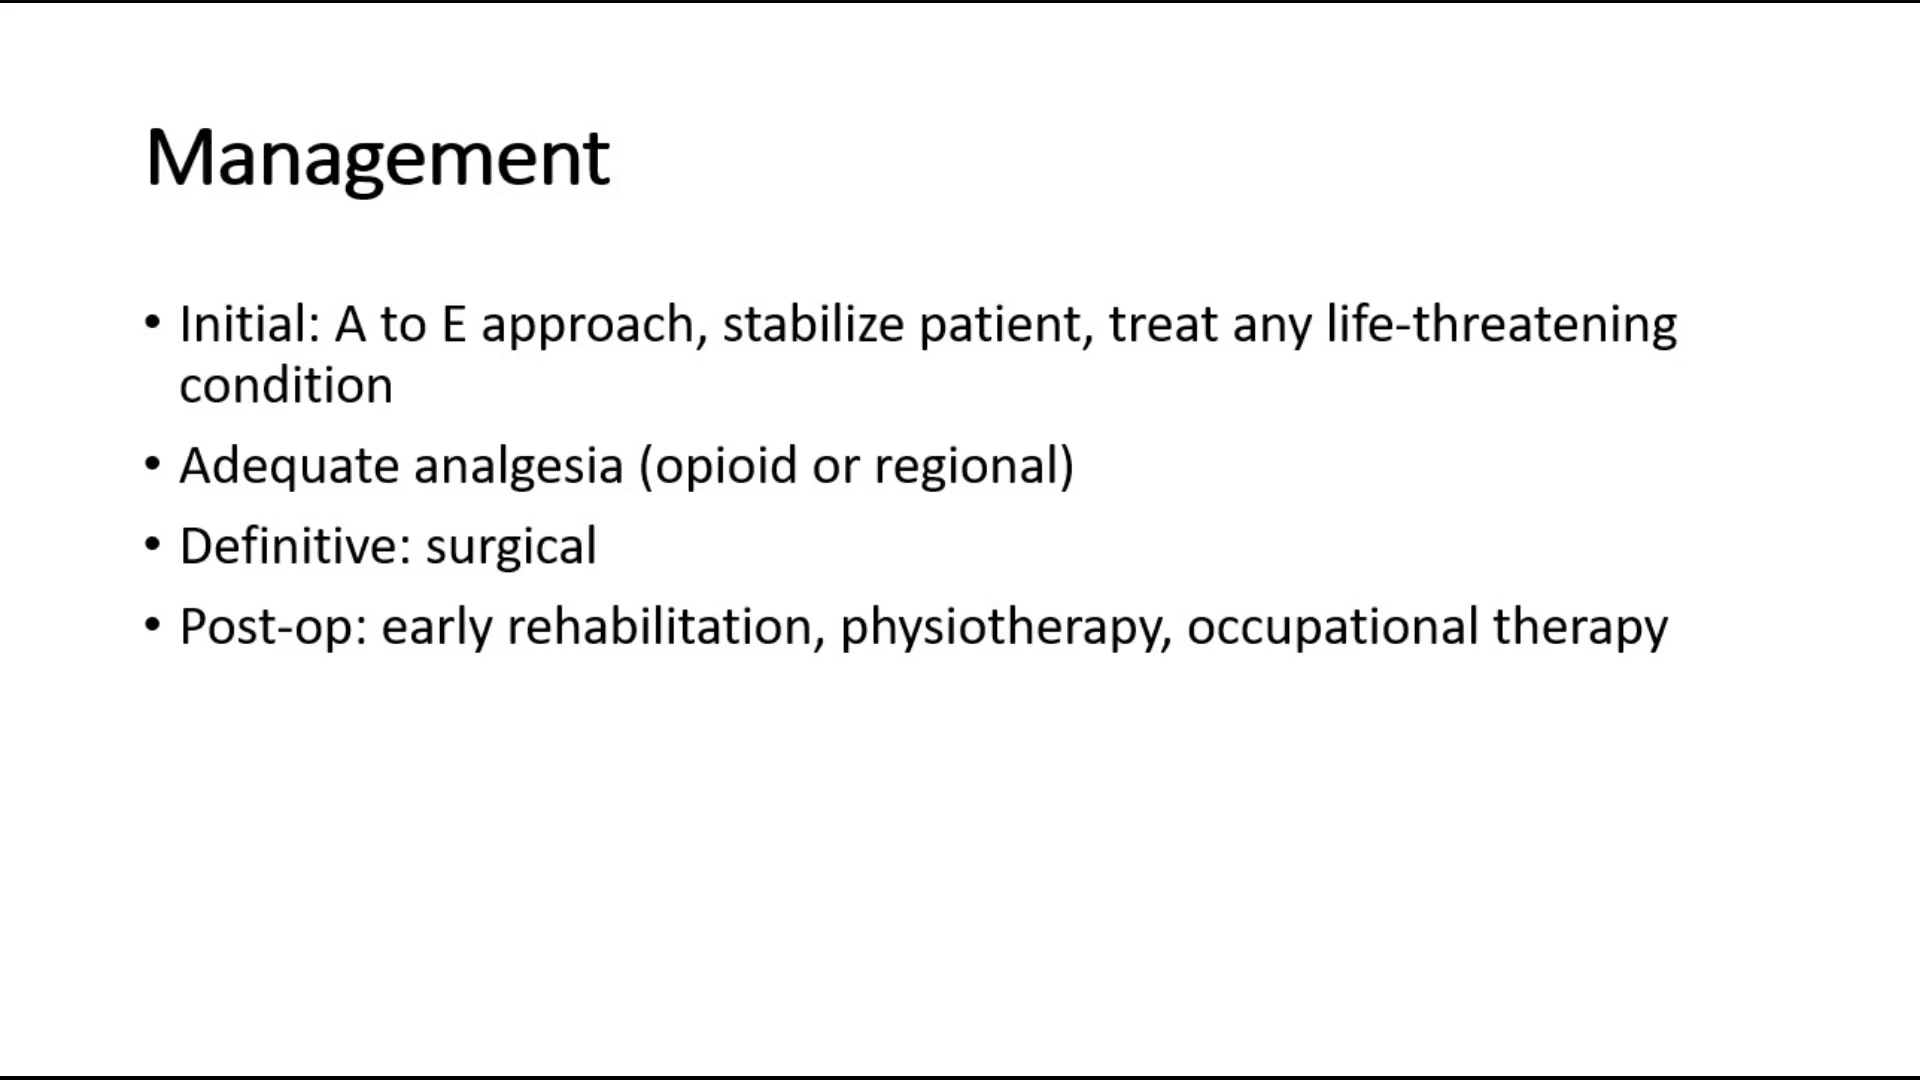 Management
• Initial: A to E approach, stabilize patient, treat any life-threatening
condition
• Adequate analgesia (opioid or regional)
• Definitive: surgical
• Post-op: early rehabilitation, physiotherapy, occupational therapy